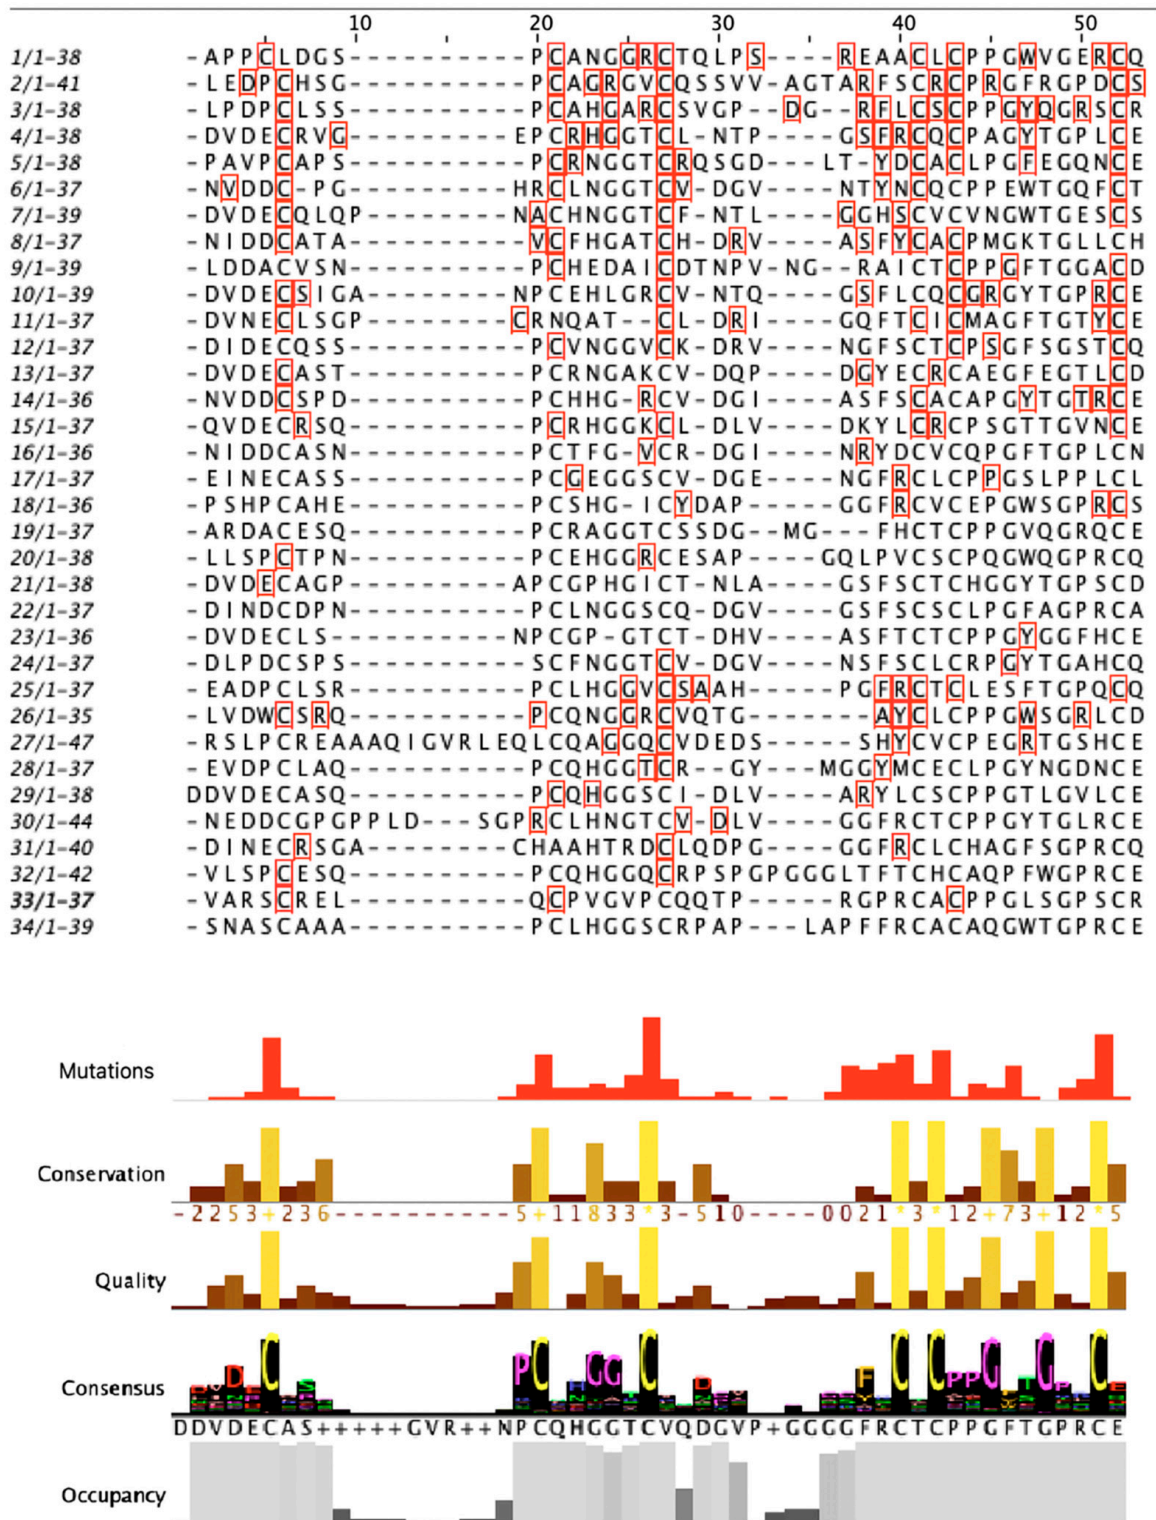 10 20 30 40 50
1/1-38 -APPCLDGS----------PCANGGRCTQLPS----REAACLCPPGWVGERCQ
2/1-41 -LEDPCHSG----------PCAGRGVCQSSVV-AGTARFSCRCPRGFRGPDCS
3/1-38 -LPDPCLSS----------PCAHGARCSVGP--DG--RFLCSCPPGYQGRSCR
4/1-38 -DVDECRVG---------EPCRHGGTCL-NTP----GSFRCQCPAGYTGPLCE
5/1-38 -PAVPCAPS----------PCRNGGTCRQSGD---LT-YDCACLPGFEGQNCE
6/1-37 -NVDDC-PG---------HRCLNGGTCV-DGV----NTYNCQCPPEWTGQFCT
7/1-39 -DVDECQLQP--------NACHNGGTCF-NTL----GGHSCVCVNGWTGESCS
8/1-37 -NIDDCATA----------VCFHGATCH-DRV----ASFYCACPMGKTGLLCH
9/1-39 -LDDACVSN----------PCHEDAICDTNPV-NG--RAICTCPPGFTGGACD
10/1-39 -DVDECSIGA--------NPCEHLGRCV-NTQ----GSFLCQCGRGYTGPRCE
11/1-37 -DVNECLSGP--------CRNQAT--CL-DRI----GQFTCICMAGFTGTYCE
12/1-37 -DIDECQSS----------PCVNGGVCK-DRV----NGFSCTCPSGFSGSTCQ
13/1-37 -DVDECAST----------PCRNGAKCV-DQP----DGYECRCAEGFEGTLCD
14/1-36 -NVDDCSPD----------PCHHG-RCV-DGI----ASFSCACAPGYTGTRCE
15/1-37 -QVDECRSQ----------PCRHGGKCL-DLV----DKYLCRCPSGTTGVNCE
16/1-36 -NIDDCASN----------PCTFG-VCR-DGI----NRYDCVCQPGFTGPLCN
17/1-37 -EINECASS----------PCGEGGSCV-DGE----NGFRCLCPPGSLPPLCL
18/1-36 -PSHPCAHE----------PCSHG-ICYDAP-----GGFRCVCEPGWSGPRCS
19/1-37 -ARDACESQ----------PCRAGGTCSSDG--MG---FHCTCPPGVQGRQCE
20/1-38 -LLSPCTPN----------PCEHGGRCESAP----GQLPVCSCPQGWQGPRCQ
21/1-38 -DVDECAGP---------APCGPHGICT-NLA----GSFSCTCHGGYTGPSCD
22/1-37 -DINDCDPN----------PCLNGGSCQ-DGV----GSFSCSCLPGFAGPRCA
23/1-36 -DVDECLS----------NPCGP-GTCT-DHV----ASFTCTCPPGYGGFHCE
24/1-37 -DLPDCSPS----------SCFNGGTCV-DGV----NSFSCLCRPGYTGAHCQ
25/1-37 -EADPCLSR----------PCLHGGVCSAAH-----PGFRCTCLESFTGPQCQ
26/1-35 -LVDWCSRQ----------PCQNGGRCVQTG-------AYCLCPPGWSGRLCD
27/1-47 -RSLPCREAAAQIGVRLEQLCQAGGQCVDEDS-----SHYCVCPEGRTGSHCE
28/1-37 -EVDPCLAQ----------PCQHGGTCR--GY---MGGYMCECLPGYNGDNCE
29/1-38 DDVDECASQ----------PCQHGGSCI-DLV----ARYLCSCPPGTLGVLCE
30/1-44 -NEDDCGPGPPLD---SGPRCLHNGTCV-DLV----GGFRCTCPPGYTGLRCE
31/1-40 -DINECRSGA--------CHAAHTRDCLQDPG----GGFRCLCHAGFSGPRCQ
32/1-42 -VLSPCESQ----------PCQHGGQCRPSPGPGGGLTFTCHCAQPFWGPRCE
33/1-37 -VARSCREL----------QCPVGVPCQQTP-----RGPRCACPPGLSGPSCR
34/1-39 -SNASCAAA----------PCLHGGSCRPAP---LAPFFRCACAQGWTGPRCE
Mutations
Conservation
-2253+236----------5+11833*3-510-----0021*3*12+73+12*5
Quality
Consensus
DDVDECAS+++++GVR++NPCQHGGTCVQDGVP+GGGGFRCTCPPGFTGPRCE
Occupancy